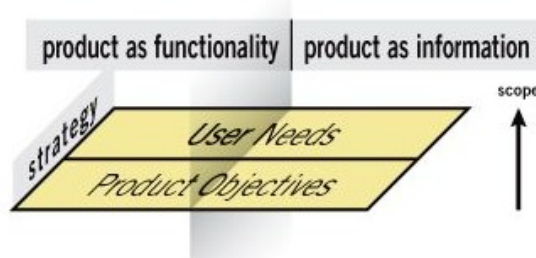 product as functionality | product as information
scope
strategy
User Needs
Product Objectives